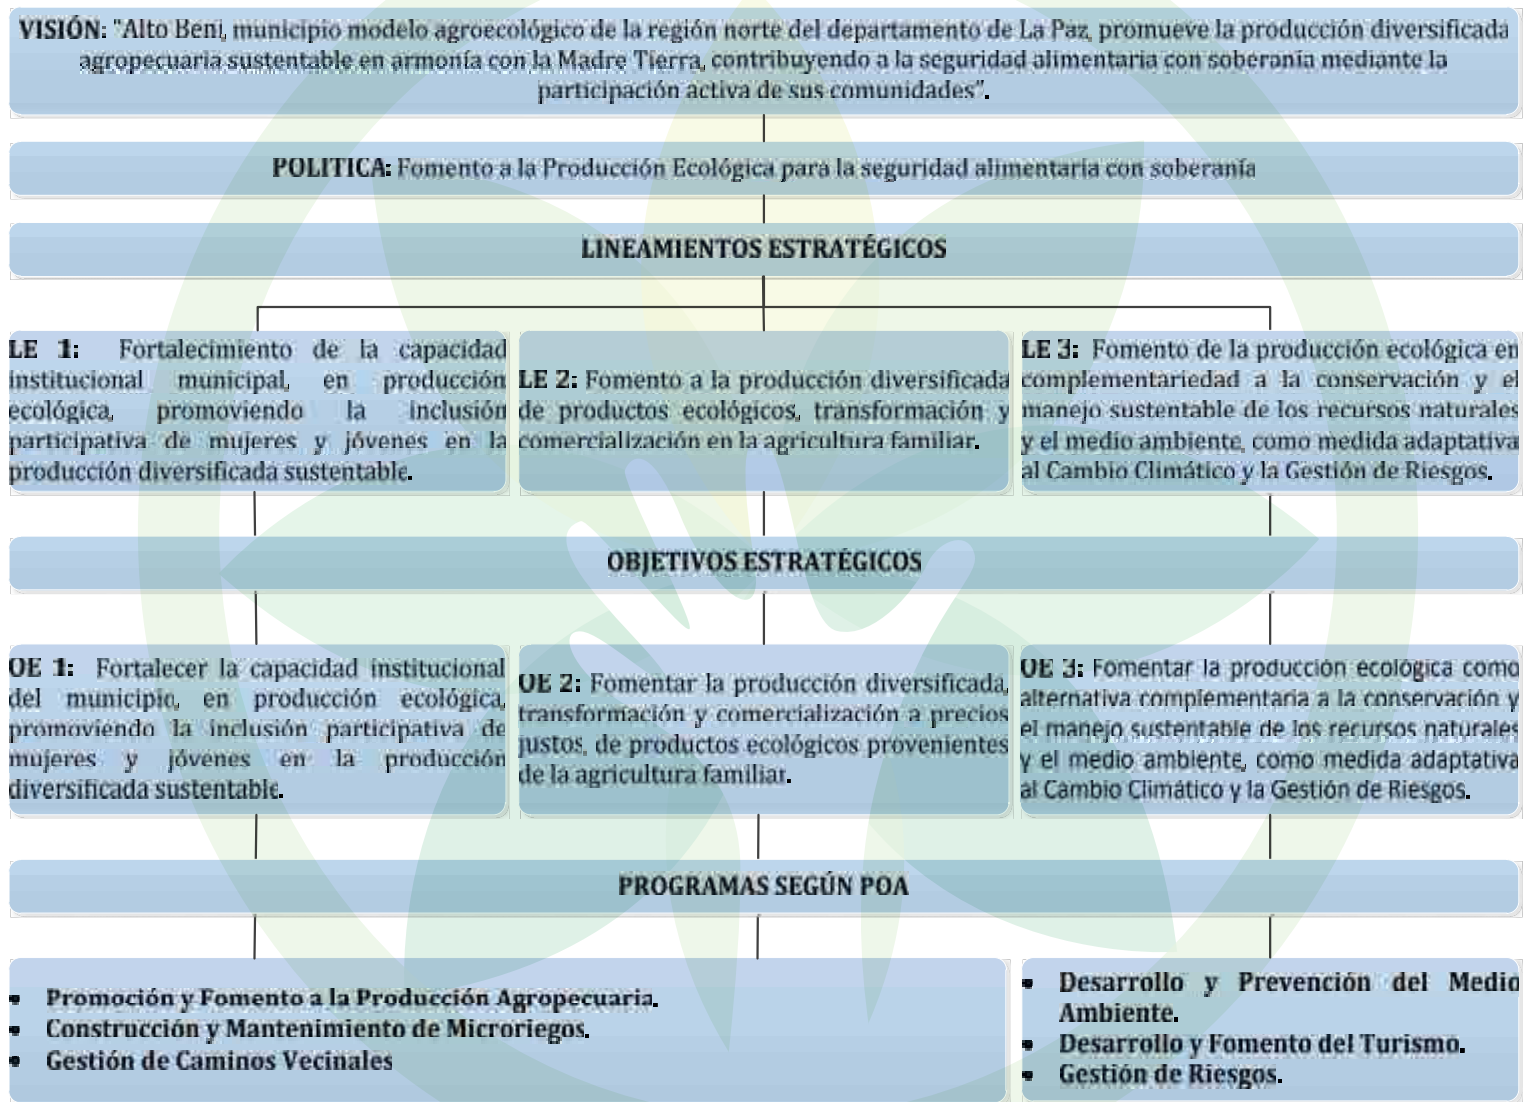 VISIÓN: "Alto Beni, municipio modelo agroecológico de la región norte del departamento de La Paz, promueve la producción diversificada
agropecuaria sustentable en armonía con la Madre Tierra, contribuyendo a la seguridad alimentaria con soberanía mediante la
participación activa de sus comunidades".
POLITICA: Fomento a la Producción Ecológica para la seguridad alimentaria con soberanía
LINEAMIENTOS ESTRATÉGICOS
LE 1: Fortalecimiento de la capacidad
institucional municipal, en producción
ecológica, promoviendo la inclusión
participativa de mujeres y jóvenes en la
producción diversificada sustentable.
LE 2: Fomento a la producción diversificada
de productos ecológicos, transformación y
comercialización en la agricultura familiar.
LE 3: Fomento de la producción ecológica en
complementariedad a la conservación y el
manejo sustentable de los recursos naturales
y el medio ambiente, como medida adaptativa
al Cambio Climático y la Gestión de Riesgos.
OBJETIVOS ESTRATÉGICOS
OE 1: Fortalecer la capacidad institucional
del municipio, en producción ecológica,
promoviendo la inclusión participativa de
mujeres y jóvenes en la producción
diversificada sustentable.
OE 2: Fomentar la producción diversificada,
transformación y comercialización a precios
justos, de productos ecológicos provenientes
de la agricultura familiar.
OE 3: Fomentar la producción ecológica como
alternativa complementaria a la conservación y
el manejo sustentable de los recursos naturales
y el medio ambiente, como medida adaptativa
al Cambio Climático y la Gestión de Riesgos.
PROGRAMAS SEGÚN POA
• Promoción y Fomento a la Producción Agropecuaria.
• Construcción y Mantenimiento de Microriegos.
• Gestión de Caminos Vecinales
• Desarrollo y Prevención del Medio
Ambiente.
• Desarrollo y Fomento del Turismo.
• Gestión de Riesgos.